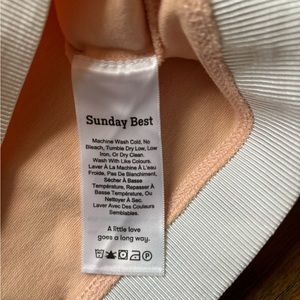 Sunday Best
Machine Wash Cold, No
Bleach, Tumble Dry Low, Low
Iron, Or Dry Clean.
Wash With Like Colours.
Laver À La Machine À L'eau
Froide, Pas De Blanchiment,
Sécher À Basse
Température, Repasser À
Basse Température Ou
Nettoyer À Sec.
Laver Avec Des Couleurs
Semblables.
A little love
goes a long way.